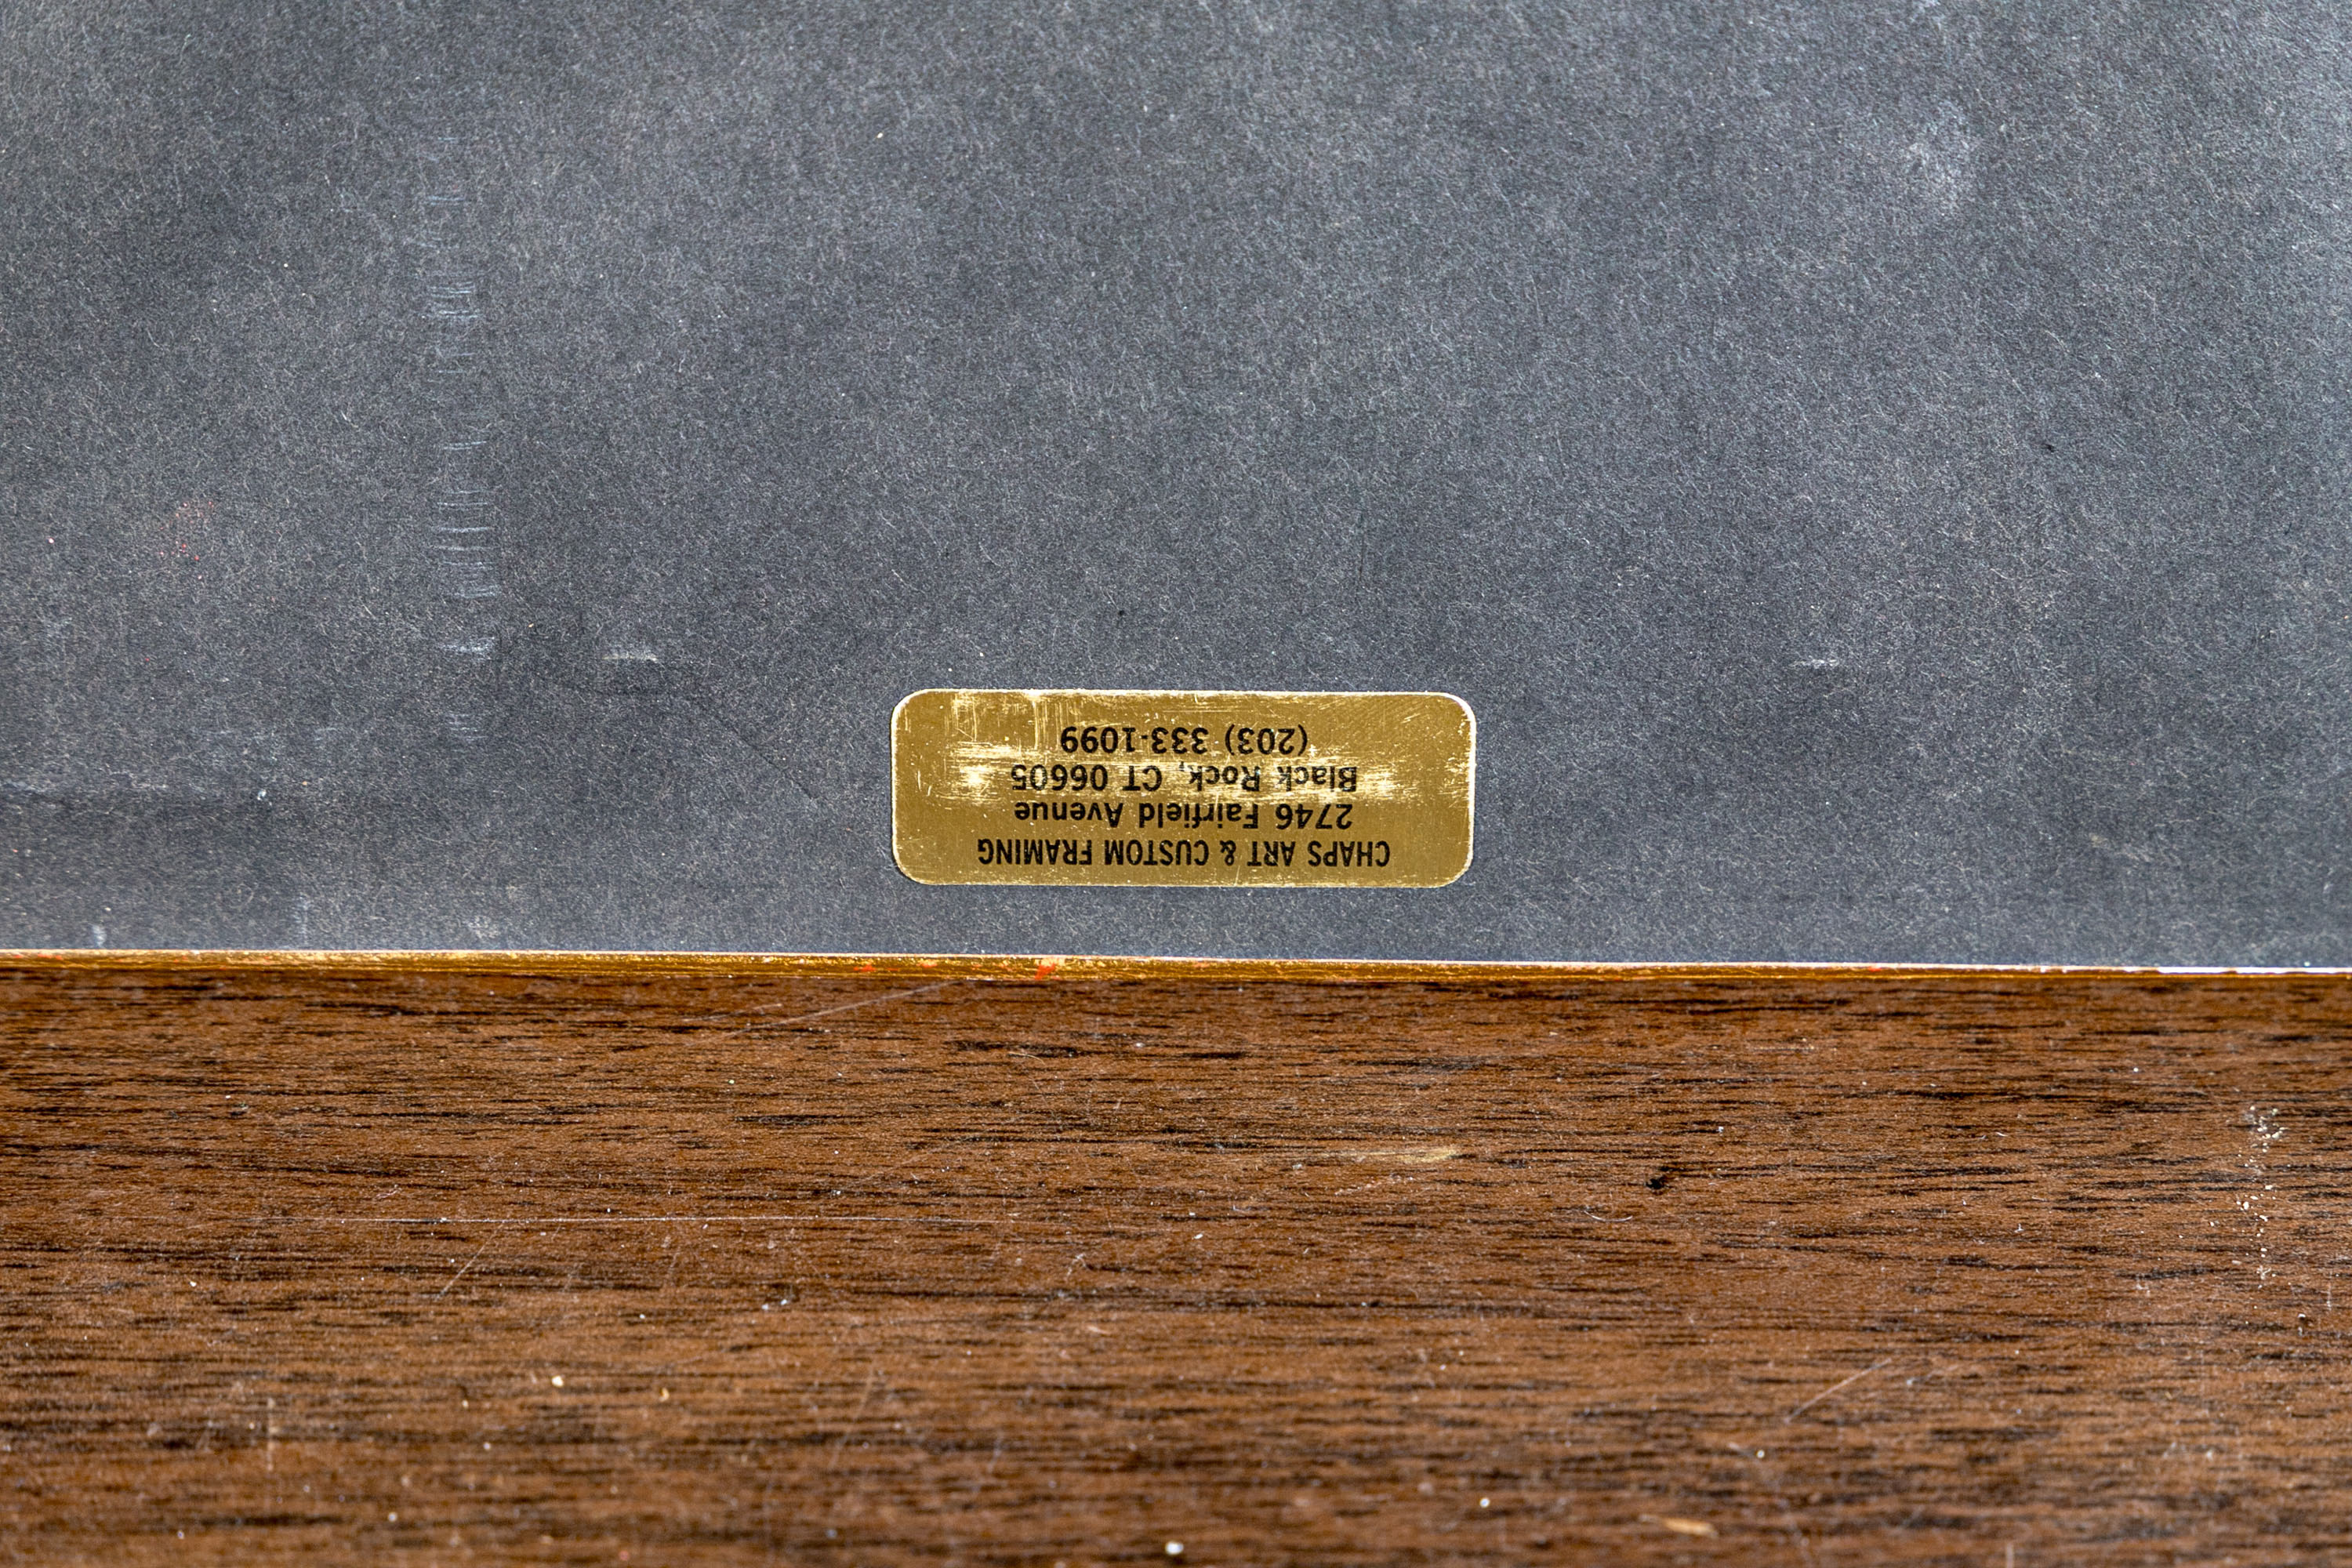 CHAPS ART & CUSTOM FRAMING
2746 Fairfield Avenue
Black Rock, CT 06605
(203) 333-1099